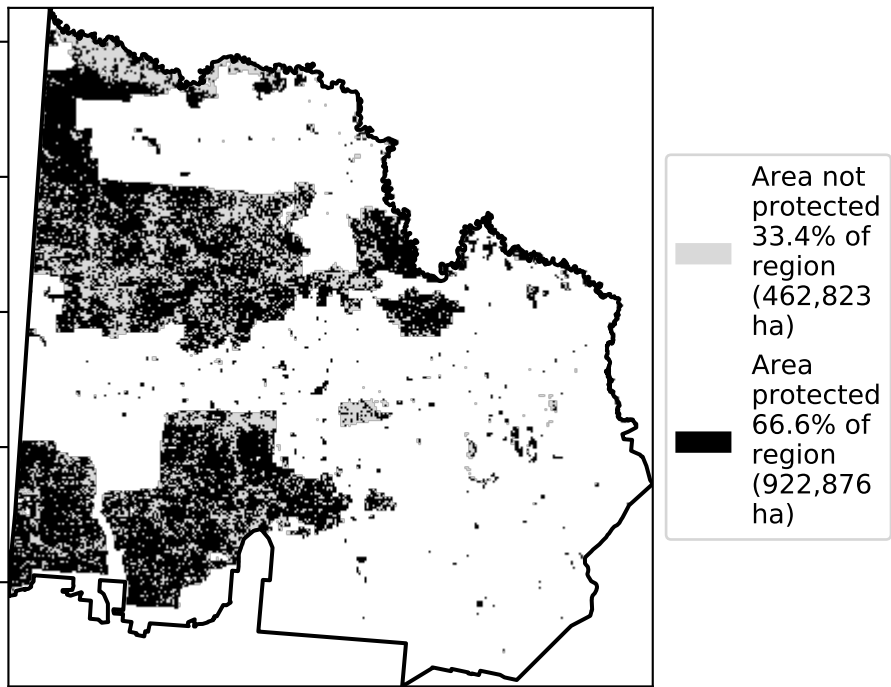 Area not
protected
33.4% of
region
(462,823
ha)
Area
protected
66.6% of
region
(922,876
ha)